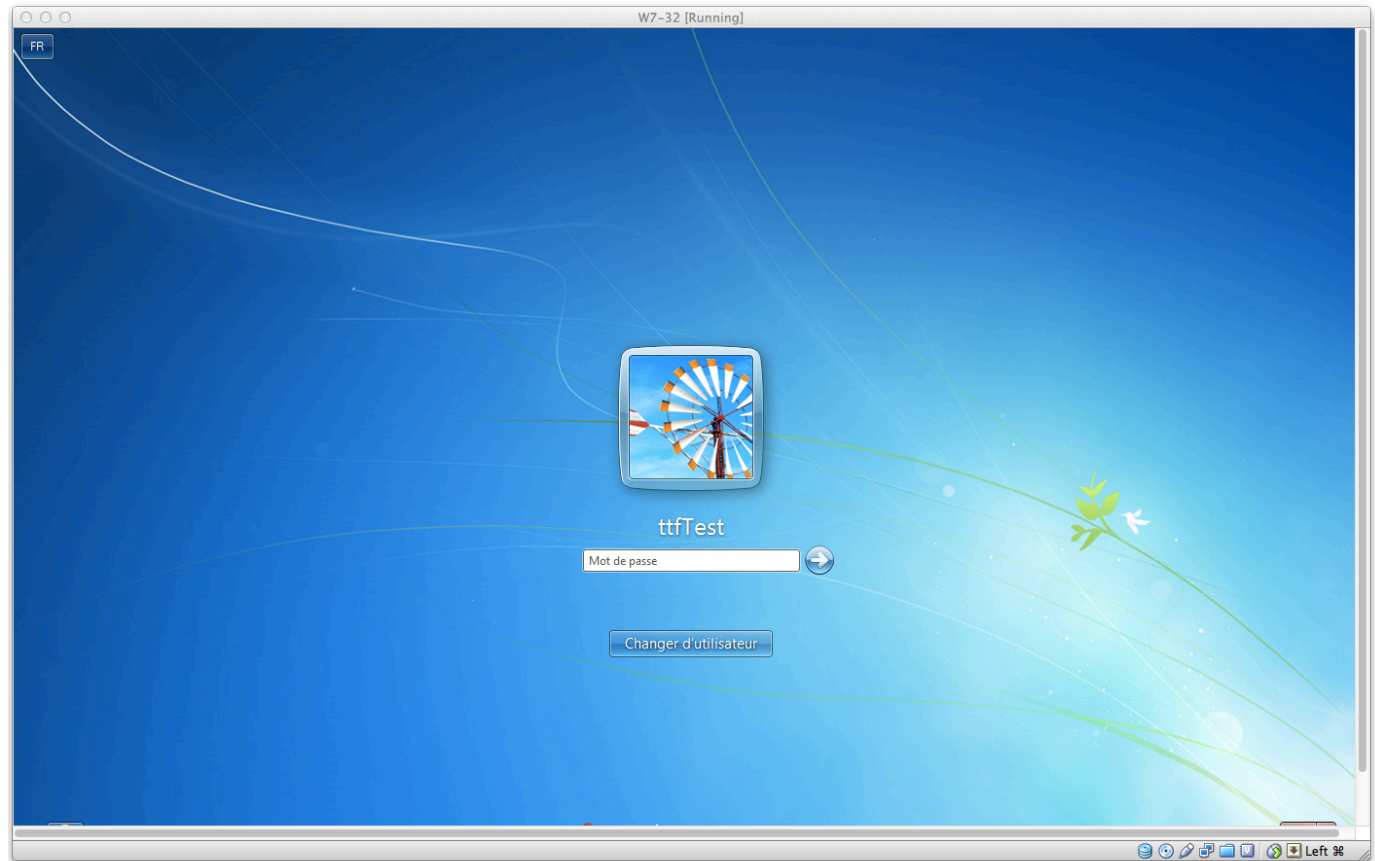 W7-32 [Running]
FR
ttfTest
Mot de passe
Changer d'utilisateur
Left ⌘